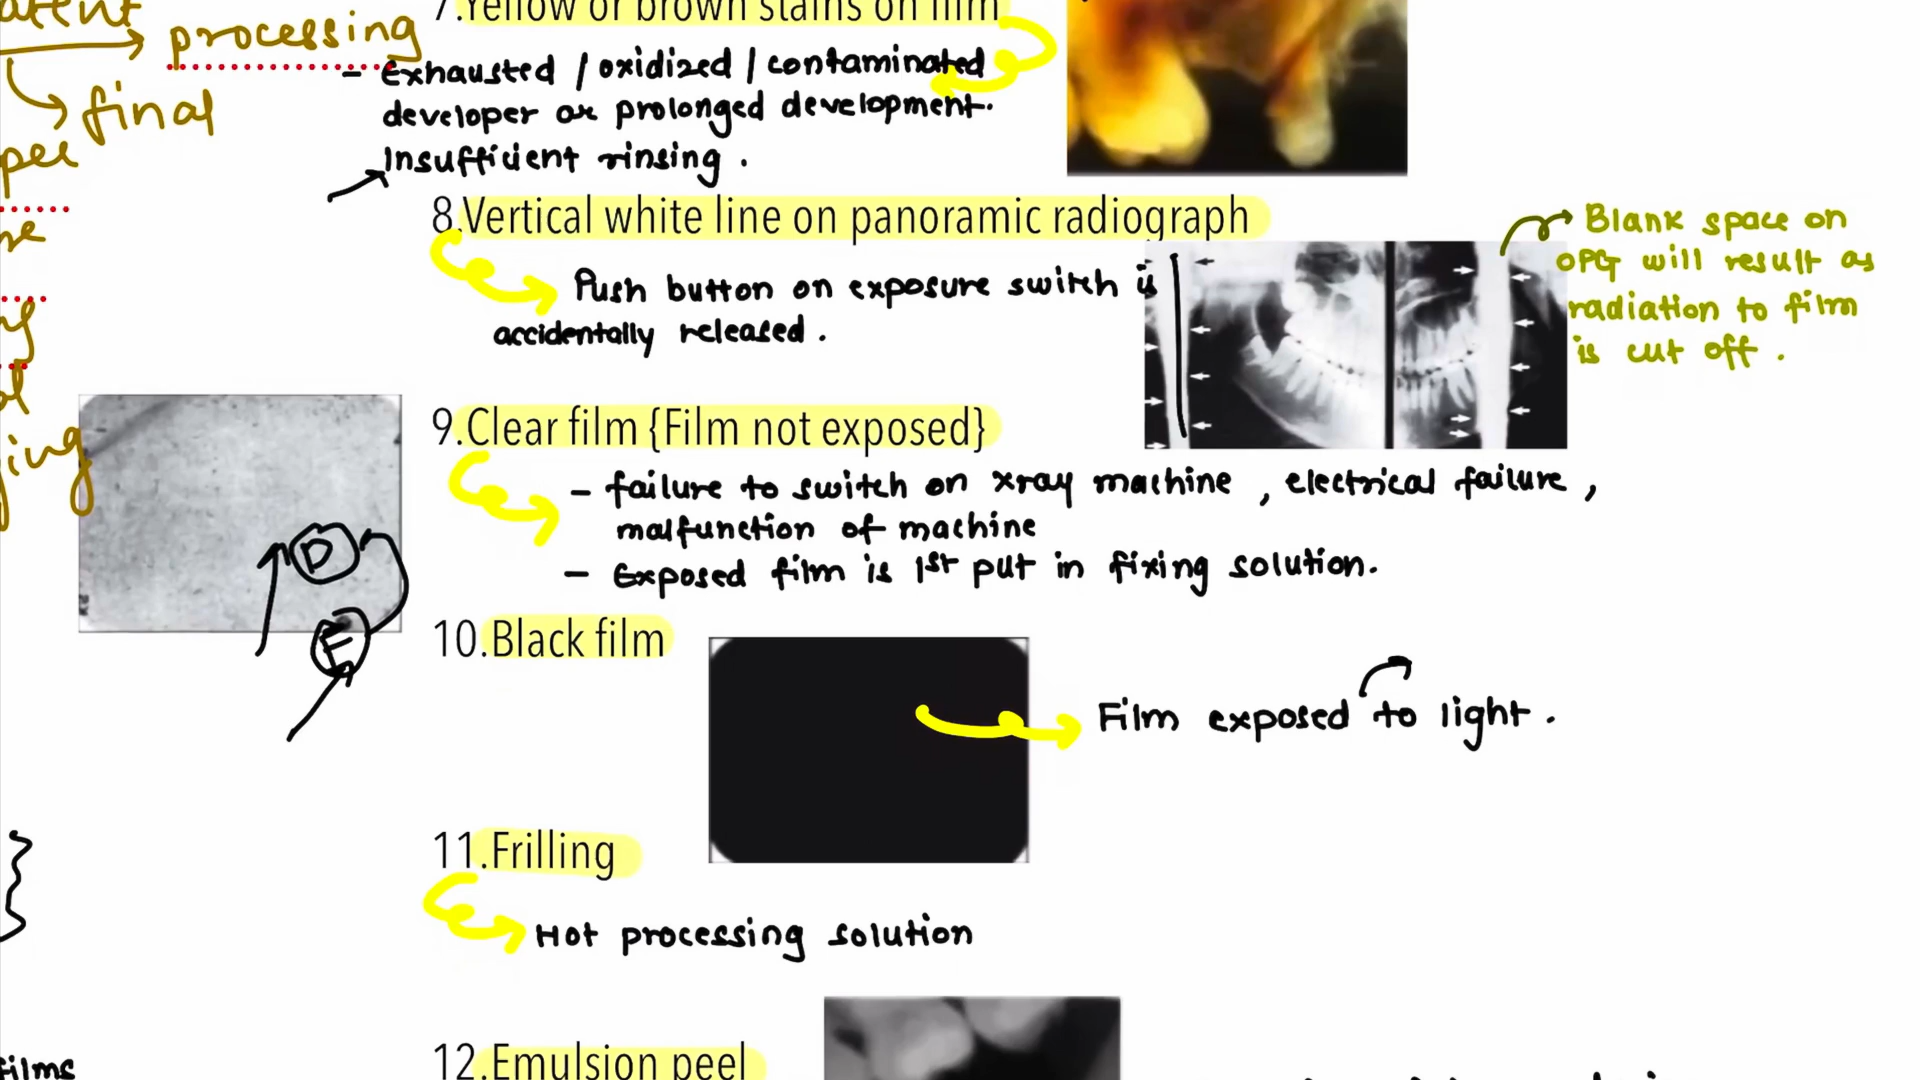 processing
final
7.Yellow or brown stains on film
- Exhausted / oxidized / contaminated
developer or prolonged development.
Insufficient rinsing .
8.Vertical white line on panoramic radiograph
Push button on exposure switch is
accidentally released .
Blank space on
OPG will result as
radiation to film
is cut off .
9.Clear film {Film not exposed}
- failure to switch on xray machine , electrical failure ,
malfunction of machine
- Exposed film is 1st put in fixing solution.
D
F
10.Black film
Film exposed to light .
11.Frilling
Hot processing solution
12.Emulsion peel
films